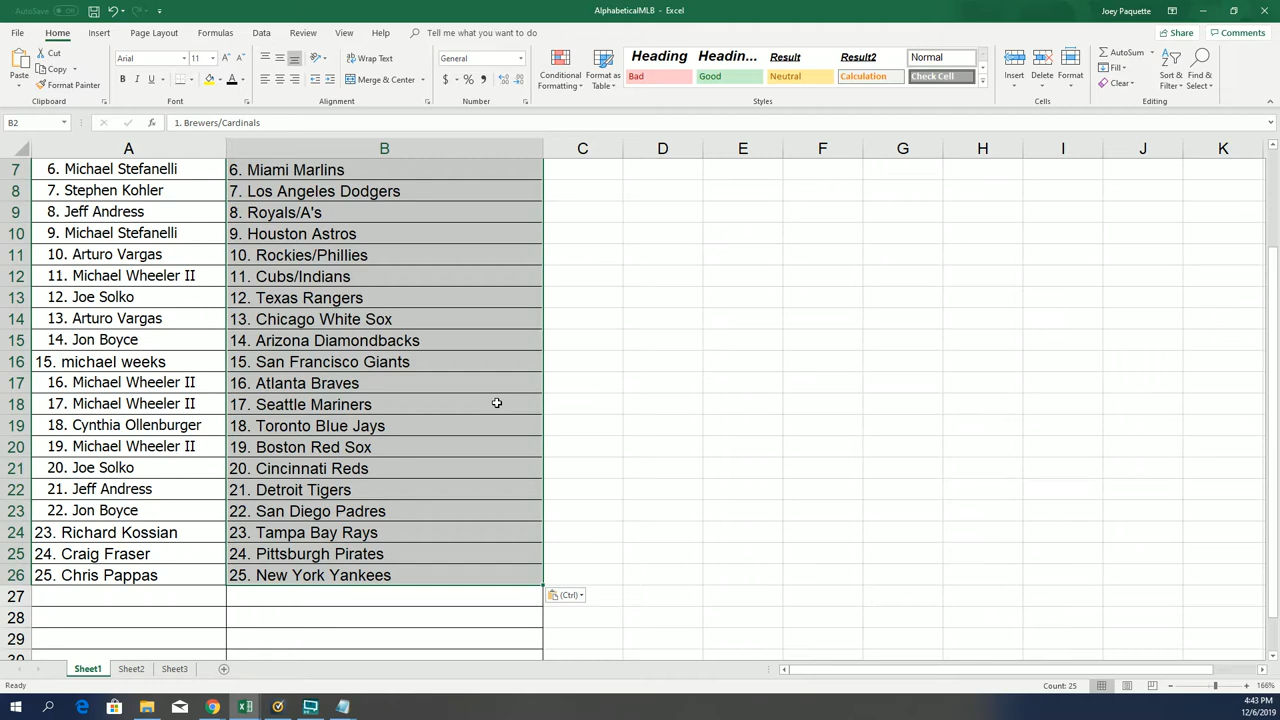 AutoSave Off
AlphabeticalMLB - Excel
Joey Paquette
File Home Insert Page Layout Formulas Data Review View Help Tell me what you want to do Share Comments
Paste Cut Copy Format Painter Clipboard
Arial 11 B I U A Font
Wrap Text Merge & Center Alignment
General $ % , Number
Conditional Formatting Format as Table
Heading Headin... Result Result2 Normal
Bad Good Neutral Calculation Check Cell
Styles
Insert Delete Format Cells
AutoSum Fill Clear Sort & Filter Find & Select Editing
B2 fx 1. Brewers/Cardinals
A B C D E F G H I J K
7 6. Michael Stefanelli 6. Miami Marlins
8 7. Stephen Kohler 7. Los Angeles Dodgers
9 8. Jeff Andress 8. Royals/A's
10 9. Michael Stefanelli 9. Houston Astros
11 10. Arturo Vargas 10. Rockies/Phillies
12 11. Michael Wheeler II 11. Cubs/Indians
13 12. Joe Solko 12. Texas Rangers
14 13. Arturo Vargas 13. Chicago White Sox
15 14. Jon Boyce 14. Arizona Diamondbacks
16 15. michael weeks 15. San Francisco Giants
17 16. Michael Wheeler II 16. Atlanta Braves
18 17. Michael Wheeler II 17. Seattle Mariners
19 18. Cynthia Ollenburger 18. Toronto Blue Jays
20 19. Michael Wheeler II 19. Boston Red Sox
21 20. Joe Solko 20. Cincinnati Reds
22 21. Jeff Andress 21. Detroit Tigers
23 22. Jon Boyce 22. San Diego Padres
24 23. Richard Kossian 23. Tampa Bay Rays
25 24. Craig Fraser 24. Pittsburgh Pirates
26 25. Chris Pappas 25. New York Yankees
27 (Ctrl)
28
29
30
Sheet1 Sheet2 Sheet3
Ready Count: 25 166%
4:43 PM
12/6/2019